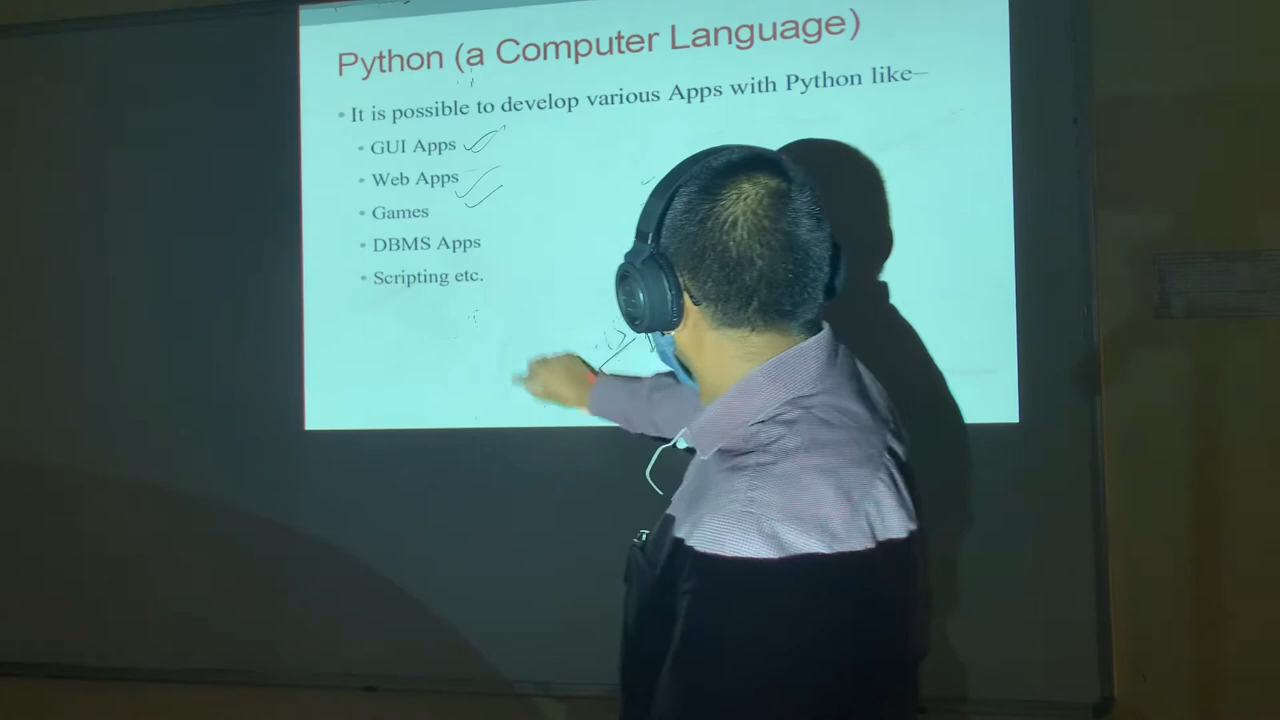 Python (a Computer Language)
• It is possible to develop various Apps with Python like–
• GUI Apps
• Web Apps
• Games
• DBMS Apps
• Scripting etc.